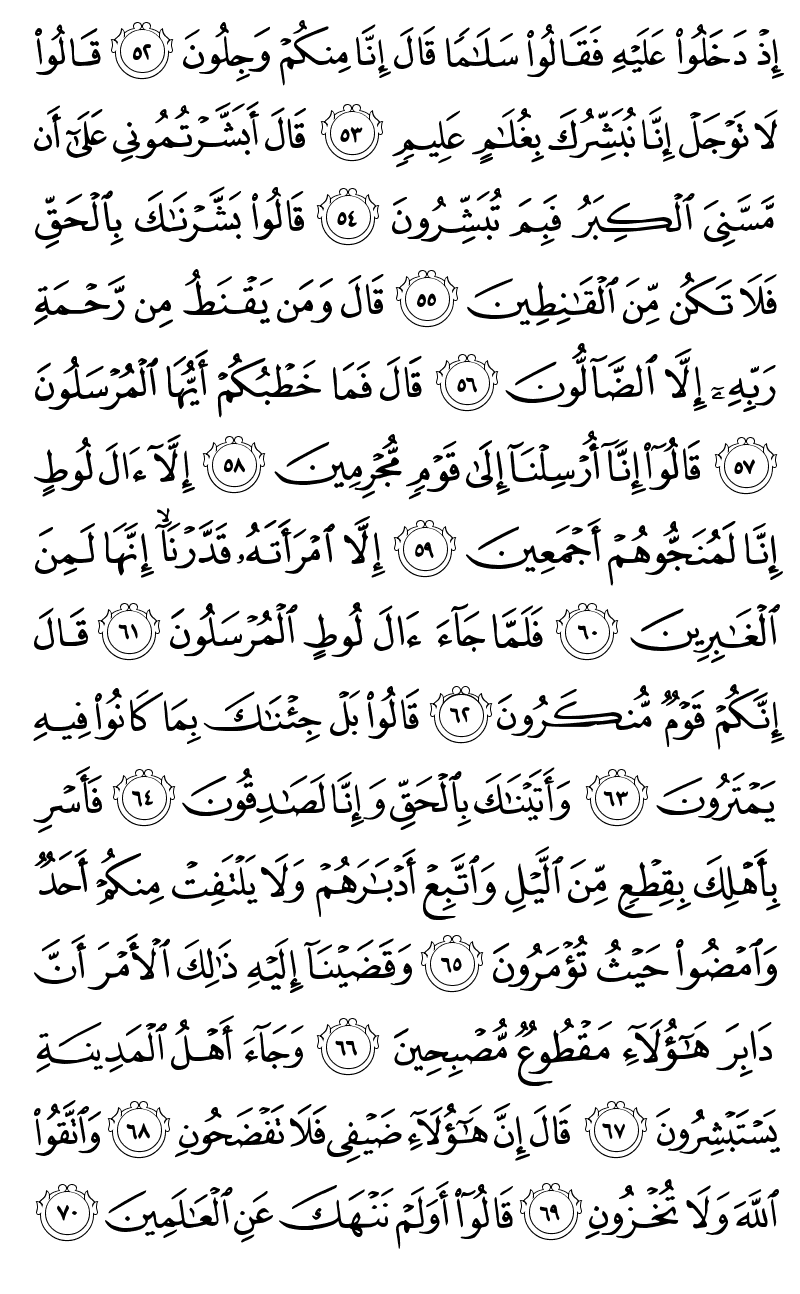 إِذْ دَخَلُوا۟ عَلَيْهِ فَقَالُوا۟ سَلَـٰمًا قَالَ إِنَّا مِنكُمْ وَجِلُونَ ٥٢ قَالُوا۟
لَا تَوْجَلْ إِنَّا نُبَشِّرُكَ بِغُلَـٰمٍ عَلِيمٍ ٥٣ قَالَ أَبَشَّرْتُمُونِى عَلَىٰٓ أَن
مَّسَّنِىَ ٱلْكِبَرُ فَبِمَ تُبَشِّرُونَ ٥٤ قَالُوا۟ بَشَّرْنَـٰكَ بِٱلْحَقِّ
فَلَا تَكُن مِّنَ ٱلْقَـٰنِطِينَ ٥٥ قَالَ وَمَن يَقْنَطُ مِن رَّحْمَةِ
رَبِّهِۦٓ إِلَّا ٱلضَّآلُّونَ ٥٦ قَالَ فَمَا خَطْبُكُمْ أَيُّهَا ٱلْمُرْسَلُونَ
٥٧ قَالُوٓا۟ إِنَّآ أُرْسِلْنَآ إِلَىٰ قَوْمٍ مُّجْرِمِينَ ٥٨ إِلَّآ ءَالَ لُوطٍ
إِنَّا لَمُنَجُّوهُمْ أَجْمَعِينَ ٥٩ إِلَّا ٱمْرَأَتَهُۥ قَدَّرْنَآ ۙ إِنَّهَا لَمِنَ
ٱلْغَـٰبِرِينَ ٦٠ فَلَمَّا جَآءَ ءَالَ لُوطٍ ٱلْمُرْسَلُونَ ٦١ قَالَ
إِنَّكُمْ قَوْمٌ مُّنكَرُونَ ٦٢ قَالُوا۟ بَلْ جِئْنَـٰكَ بِمَا كَانُوا۟ فِيهِ
يَمْتَرُونَ ٦٣ وَأَتَيْنَـٰكَ بِٱلْحَقِّ وَإِنَّا لَصَـٰدِقُونَ ٦٤ فَأَسْرِ
بِأَهْلِكَ بِقِطْعٍ مِّنَ ٱلَّيْلِ وَٱتَّبِعْ أَدْبَـٰرَهُمْ وَلَا يَلْتَفِتْ مِنكُمْ أَحَدٌ
وَٱمْضُوا۟ حَيْثُ تُؤْمَرُونَ ٦٥ وَقَضَيْنَآ إِلَيْهِ ذَٰلِكَ ٱلْأَمْرَ أَنَّ
دَابِرَ هَـٰٓؤُلَآءِ مَقْطُوعٌ مُّصْبِحِينَ ٦٦ وَجَآءَ أَهْلُ ٱلْمَدِينَةِ
يَسْتَبْشِرُونَ ٦٧ قَالَ إِنَّ هَـٰٓؤُلَآءِ ضَيْفِى فَلَا تَفْضَحُونِ ٦٨ وَٱتَّقُوا۟
ٱللَّهَ وَلَا تُخْزُونِ ٦٩ قَالُوٓا۟ أَوَلَمْ نَنْهَكَ عَنِ ٱلْعَـٰلَمِينَ ٧٠